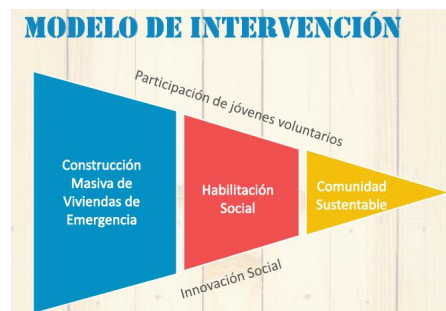 MODELO DE INTERVENCIÓN
Participación de jóvenes voluntarios
Construcción
Masiva de
Viviendas de
Emergencia
Habilitación
Social
Comunidad
Sustentable
Innovación Social